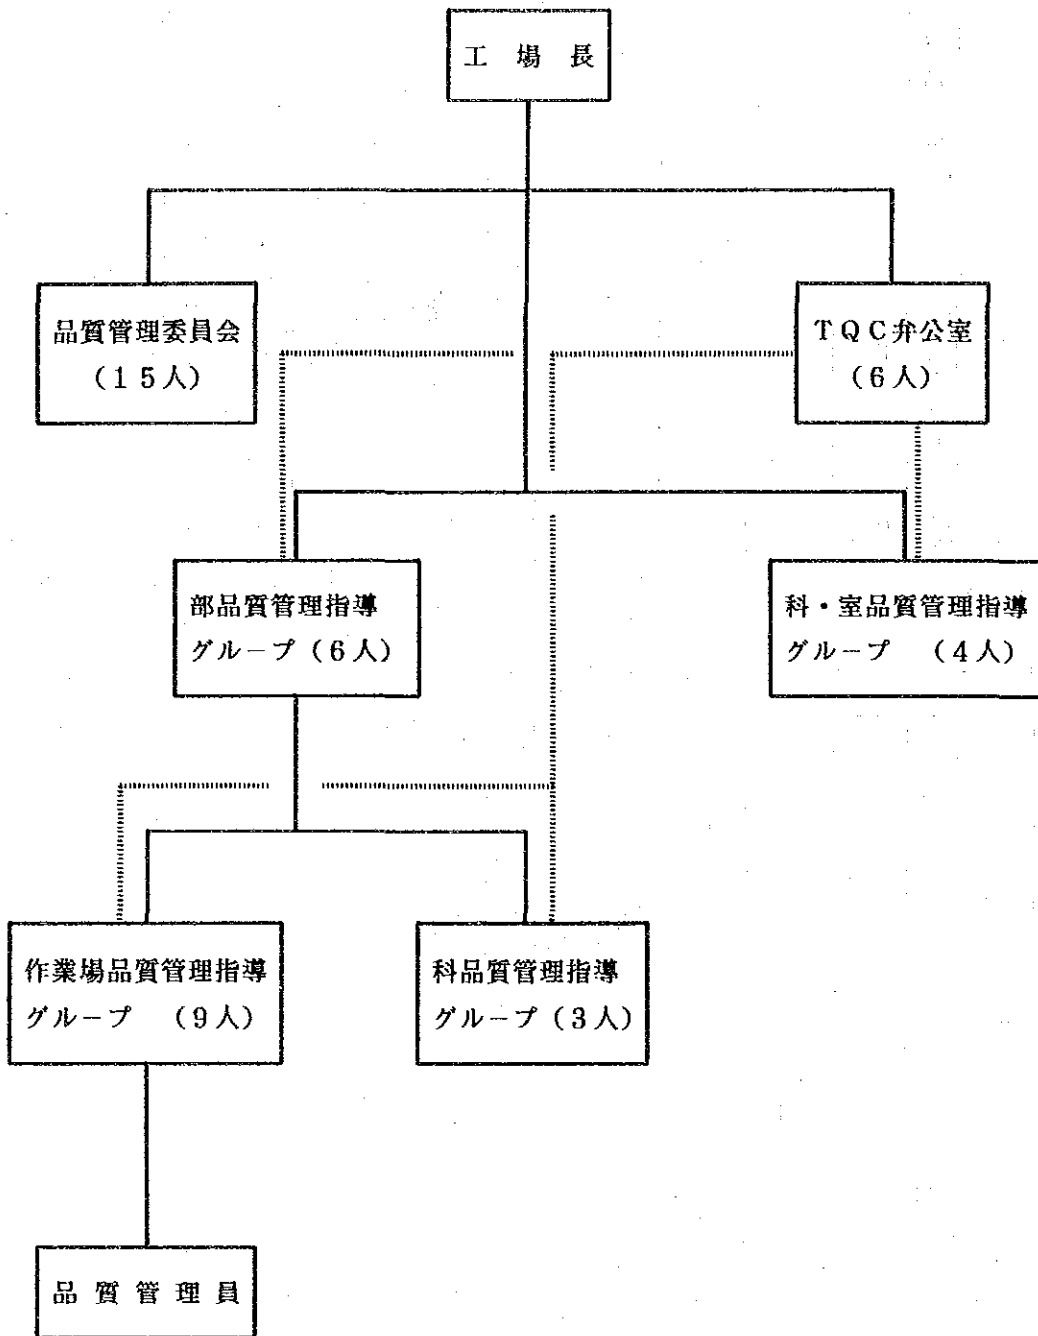 工場長
品質管理委員会
(15人)
TQC弁公室
(6人)
部品質管理指導
グループ(6人)
科・室品質管理指導
グループ (4人)
作業場品質管理指導
グループ (9人)
科品質管理指導
グループ(3人)
品質管理員